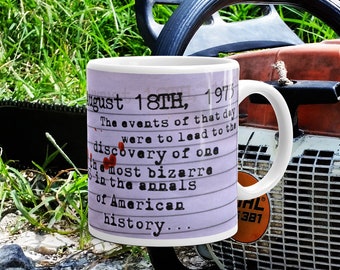 August 18TH, 197
The events of that day
were to lead to the
discovery of one
the most bizarre
in the annals
of American
history....
381